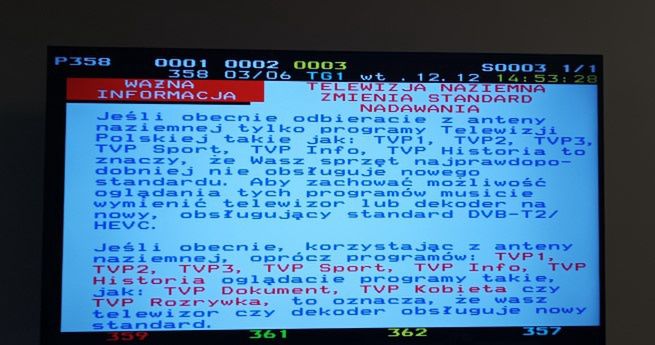 P358 0001 0002 0003 S0003 1/1
358 03/06 TG1 wt . 12.12 14:53:28
WAŻNA
INFORMACJA
TELEWIZJA NAZIEMNA
ZMIENIA STANDARD
NADAWANIA
Jeśli obecnie odbieracie z anteny
naziemnej tylko programy Telewizji
Polskiej takie jak: TVP1, TVP2, TVP3,
TVP Sport, TVP Info, TVP Historia to
znaczy, że Wasz sprzęt najprawdopo-
dobniej nie obsługuje nowego
standardu. Aby zachować możliwość
oglądania tych programów musicie
wymienić telewizor lub dekoder na
nowy, obsługujący standard DVB-T2/
HEVC.
Jeśli obecnie, korzystając z anteny
naziemnej, oprócz programów: TVP1,
TVP2, TVP3, TVP Sport, TVP Info, TVP
Historia oglądacie programy takie,
jak: TVP Dokument, TVP Kobieta czy
TVP Rozrywka, to oznacza, że wasz
telewizor czy dekoder obsługuje nowy
standard.
359 361 362 357